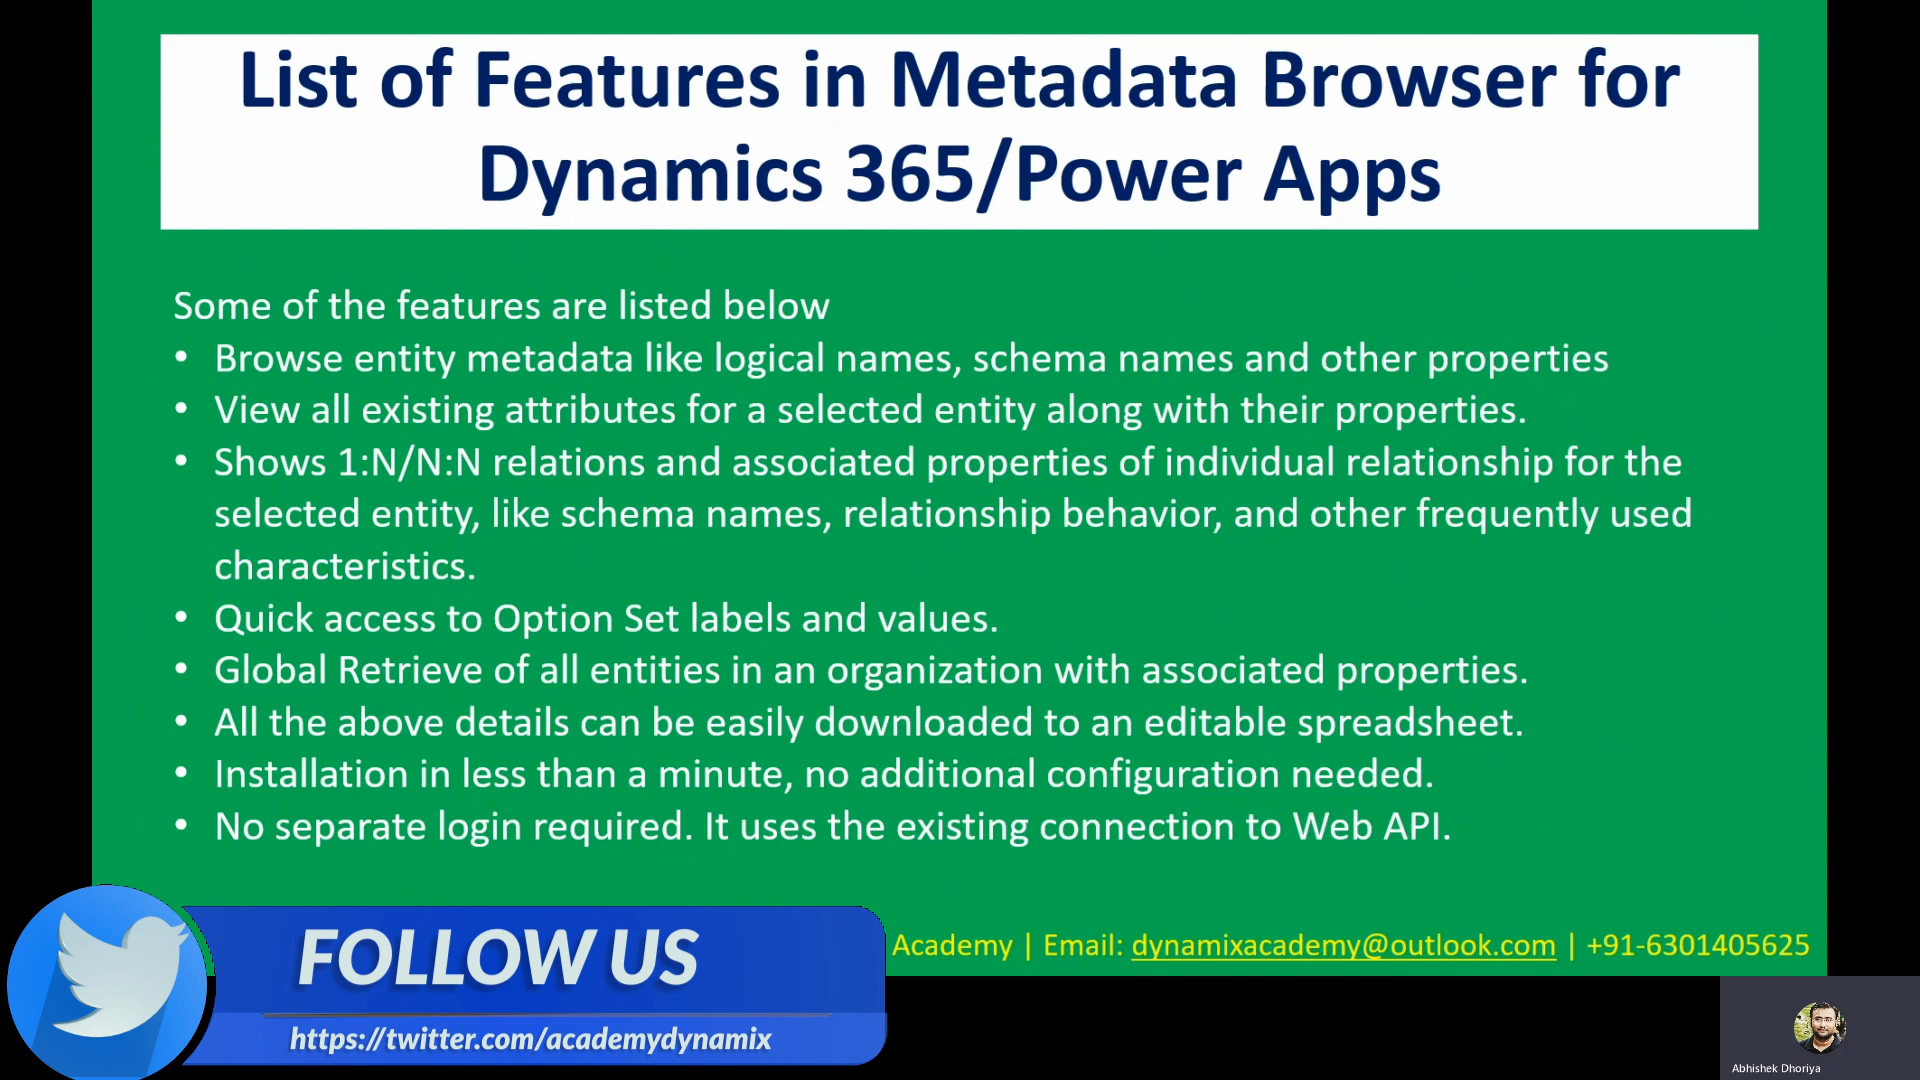 List of Features in Metadata Browser for
Dynamics 365/Power Apps
Some of the features are listed below
• Browse entity metadata like logical names, schema names and other properties
• View all existing attributes for a selected entity along with their properties.
• Shows 1:N/N:N relations and associated properties of individual relationship for the
selected entity, like schema names, relationship behavior, and other frequently used
characteristics.
• Quick access to Option Set labels and values.
• Global Retrieve of all entities in an organization with associated properties.
• All the above details can be easily downloaded to an editable spreadsheet.
• Installation in less than a minute, no additional configuration needed.
• No separate login required. It uses the existing connection to Web API.
Academy | Email: dynamixacademy@outlook.com | +91-6301405625
FOLLOW US
https://twitter.com/academydynamix
Abhishek Dhoriya